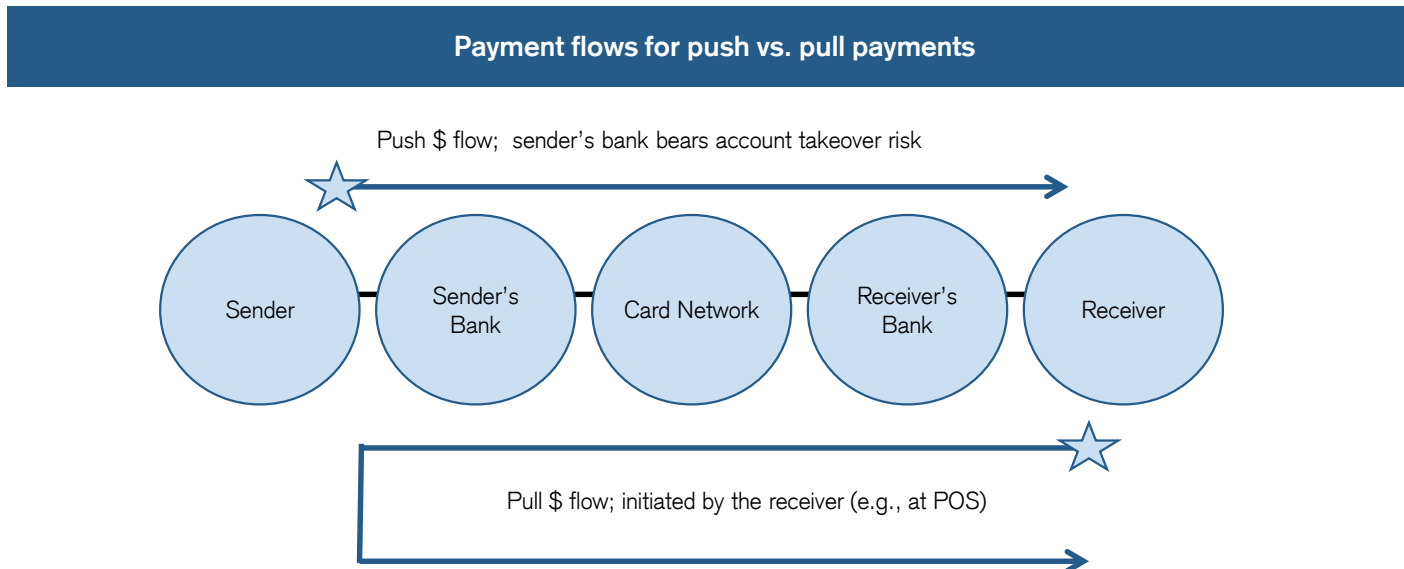 Payment flows for push vs. pull payments
Push $ flow;  sender’s bank bears account takeover risk
Sender
Sender’s
Bank
Card Network
Receiver’s
Bank
Receiver
Pull $ flow; initiated by the receiver (e.g., at POS)